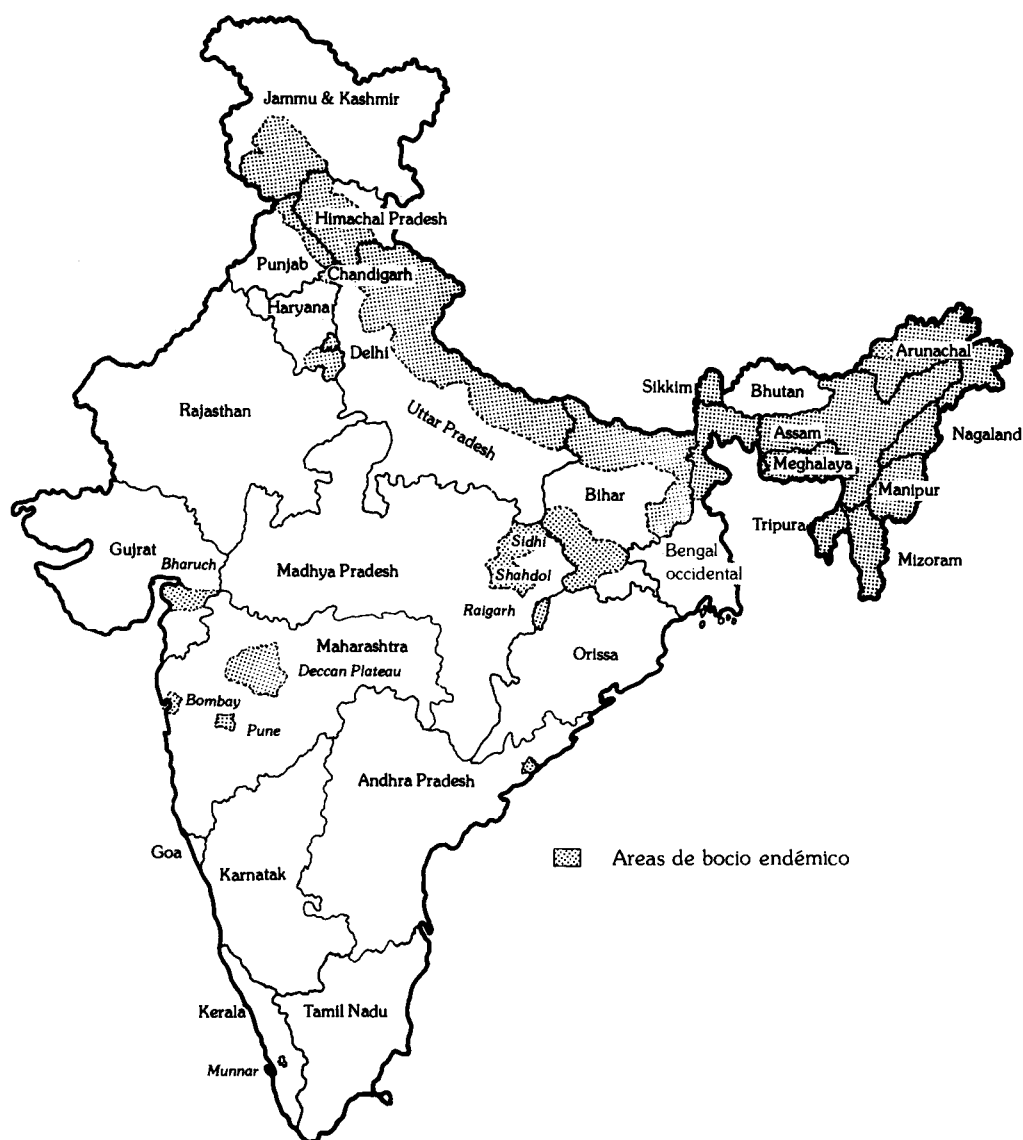 Jammu & Kashmir
Himachal Pradesh
Punjab
Chandigarh
Haryana
Delhi
Rajasthan
Uttar Pradesh
Sikkim
Bhutan
Arunachal
Assam
Nagaland
Meghalaya
Manipur
Tripura
Mizoram
Bihar
Bengal
occidental
Gujrat
Bharuch
Madhya Pradesh
Sidhi
Shahdol
Raigarh
Maharashtra
Deccan Plateau
Orissa
Bombay
Pune
Andhra Pradesh
Goa
Karnatak
Areas de bocio endémico
Kerala
Tamil Nadu
Munnar